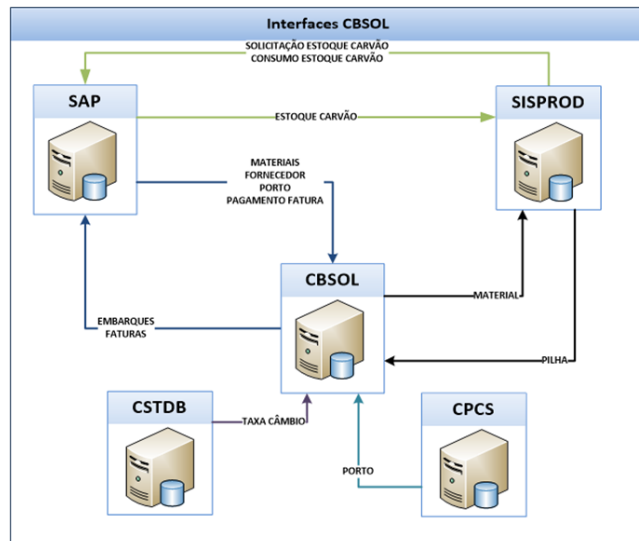 Interfaces CBSOL
SOLICITAÇÃO ESTOQUE CARVÃO
CONSUMO ESTOQUE CARVÃO
SAP
SISPROD
ESTOQUE CARVÃO
MATERIAIS
FORNECEDOR
PORTO
PAGAMENTO FATURA
CBSOL
MATERIAL
EMBARQUES
FATURAS
PILHA
CSTDB
CPCS
TAXA CÂMBIO
PORTO